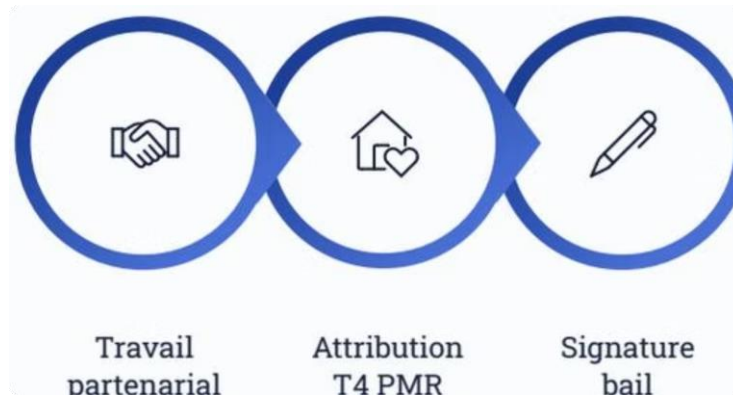 Travail
partenarial
Attribution
T4 PMR
Signature
bail